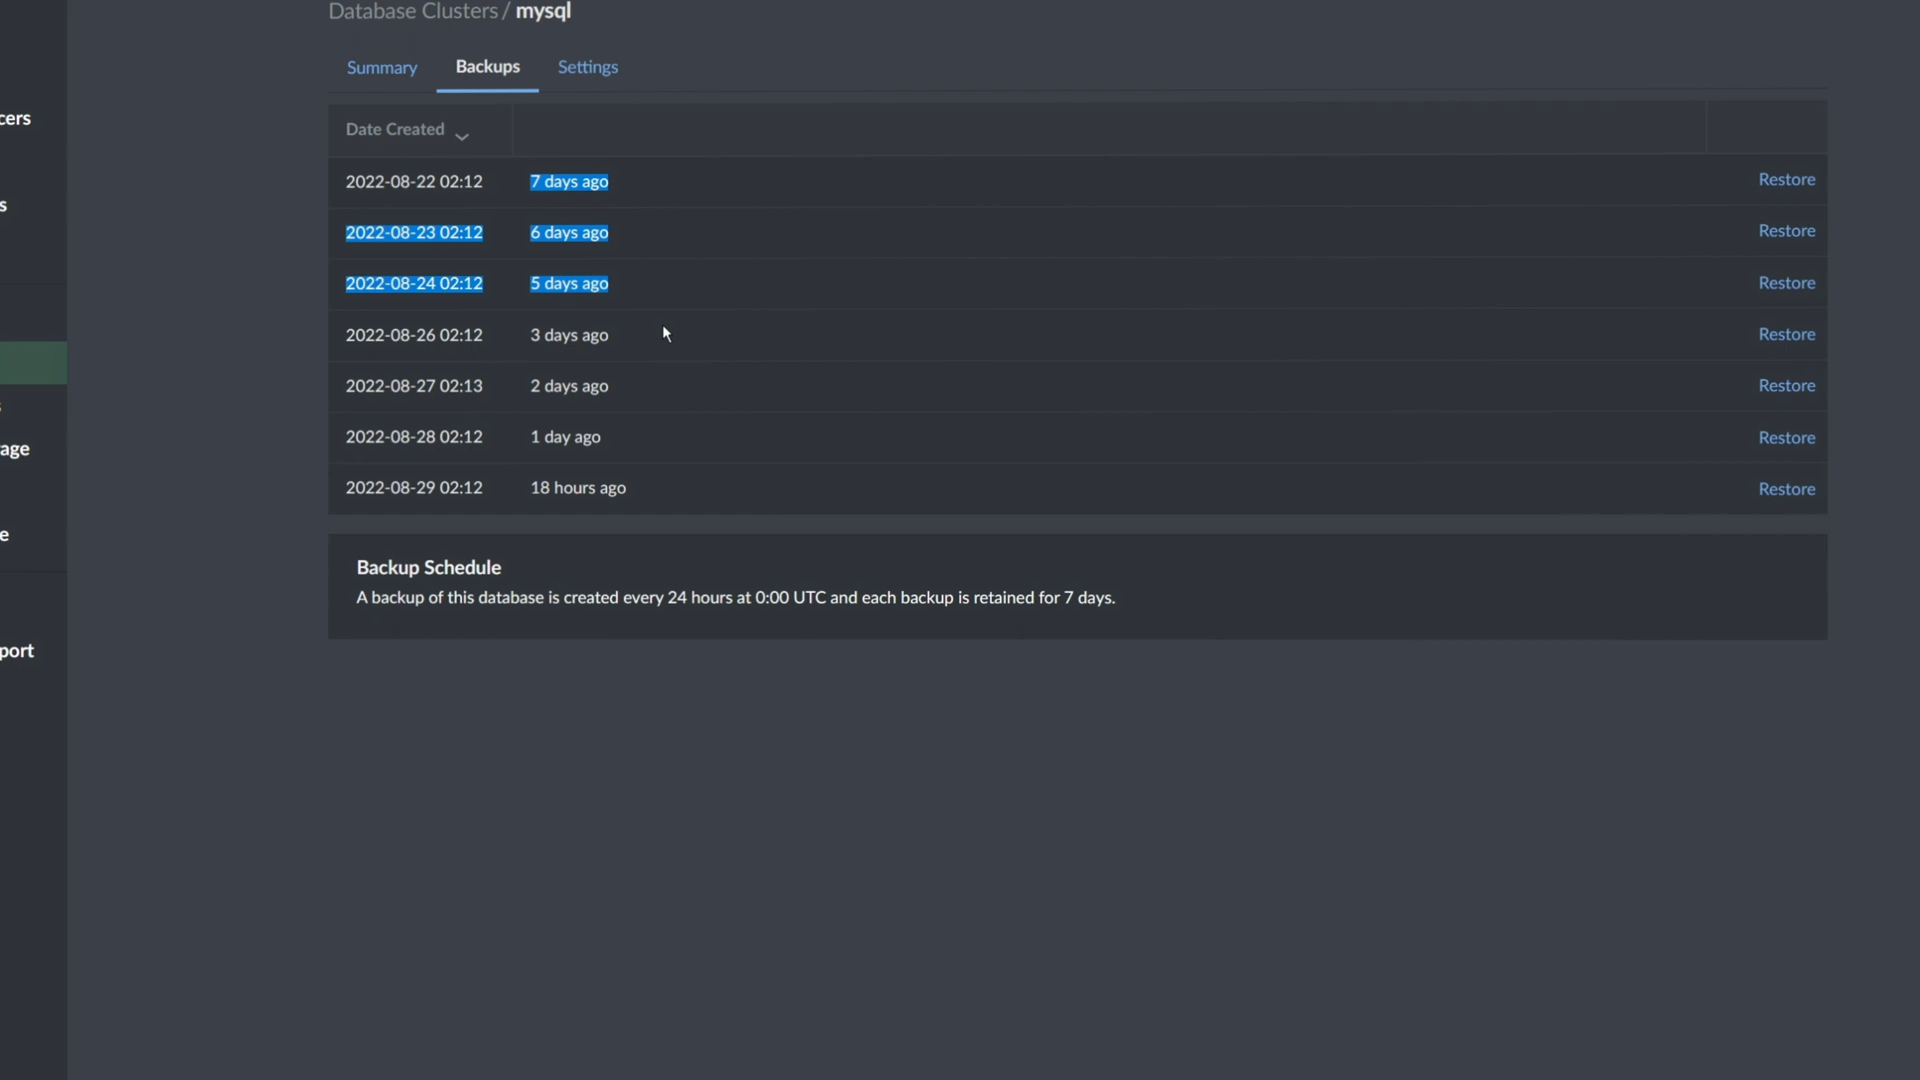 Database Clusters / mysql
Summary Backups Settings
Date Created
2022-08-22 02:12 7 days ago Restore
2022-08-23 02:12 6 days ago Restore
2022-08-24 02:12 5 days ago Restore
2022-08-26 02:12 3 days ago Restore
2022-08-27 02:13 2 days ago Restore
2022-08-28 02:12 1 day ago Restore
2022-08-29 02:12 18 hours ago Restore
Backup Schedule
A backup of this database is created every 24 hours at 0:00 UTC and each backup is retained for 7 days.
cers
s
age
e
port